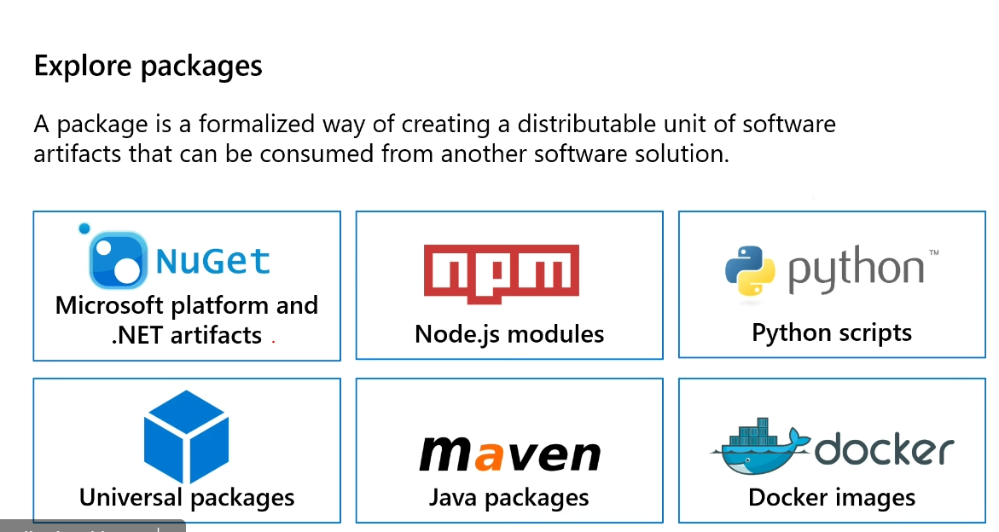 Explore packages
A package is a formalized way of creating a distributable unit of software
artifacts that can be consumed from another software solution.
NuGet
Microsoft platform and
.NET artifacts .
npm
Node.js modules
python™
Python scripts
Universal packages
maven
Java packages
docker
Docker images